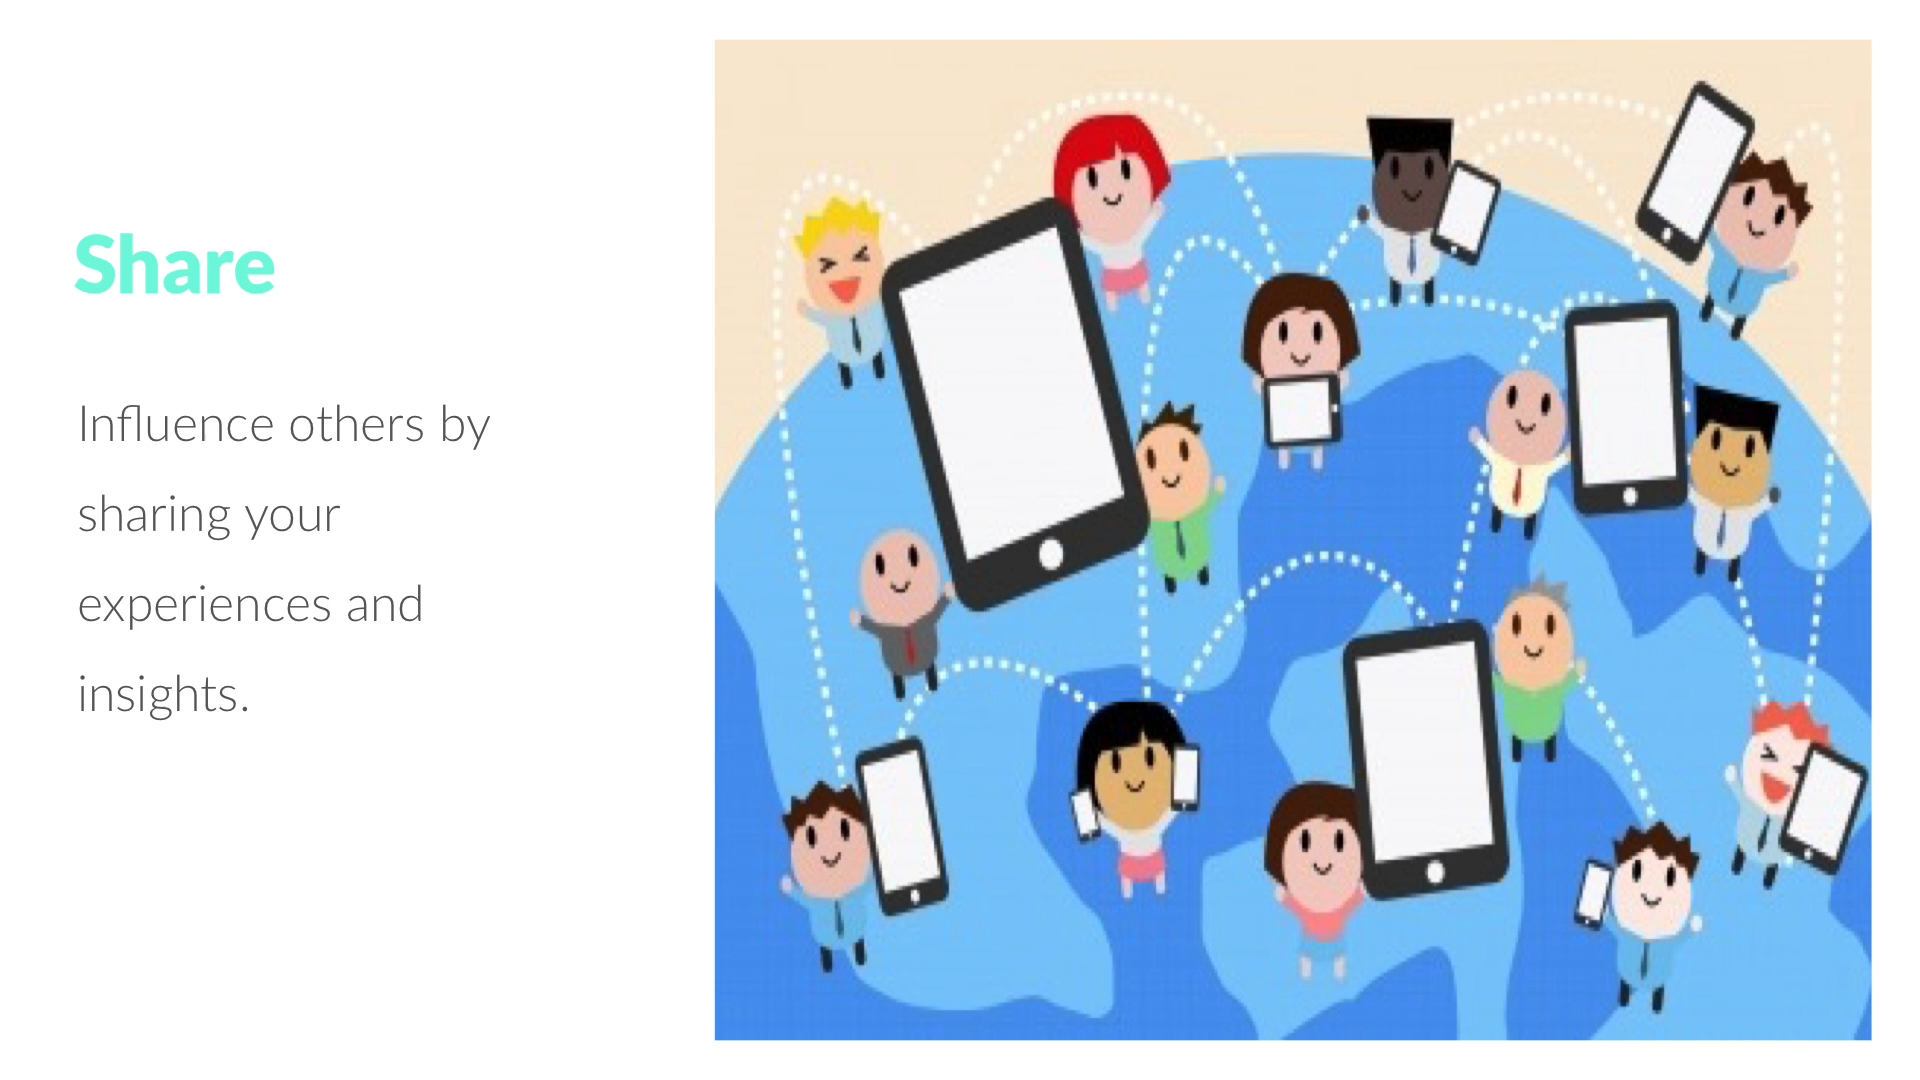 Share
Influence others by
sharing your
experiences and
insights.